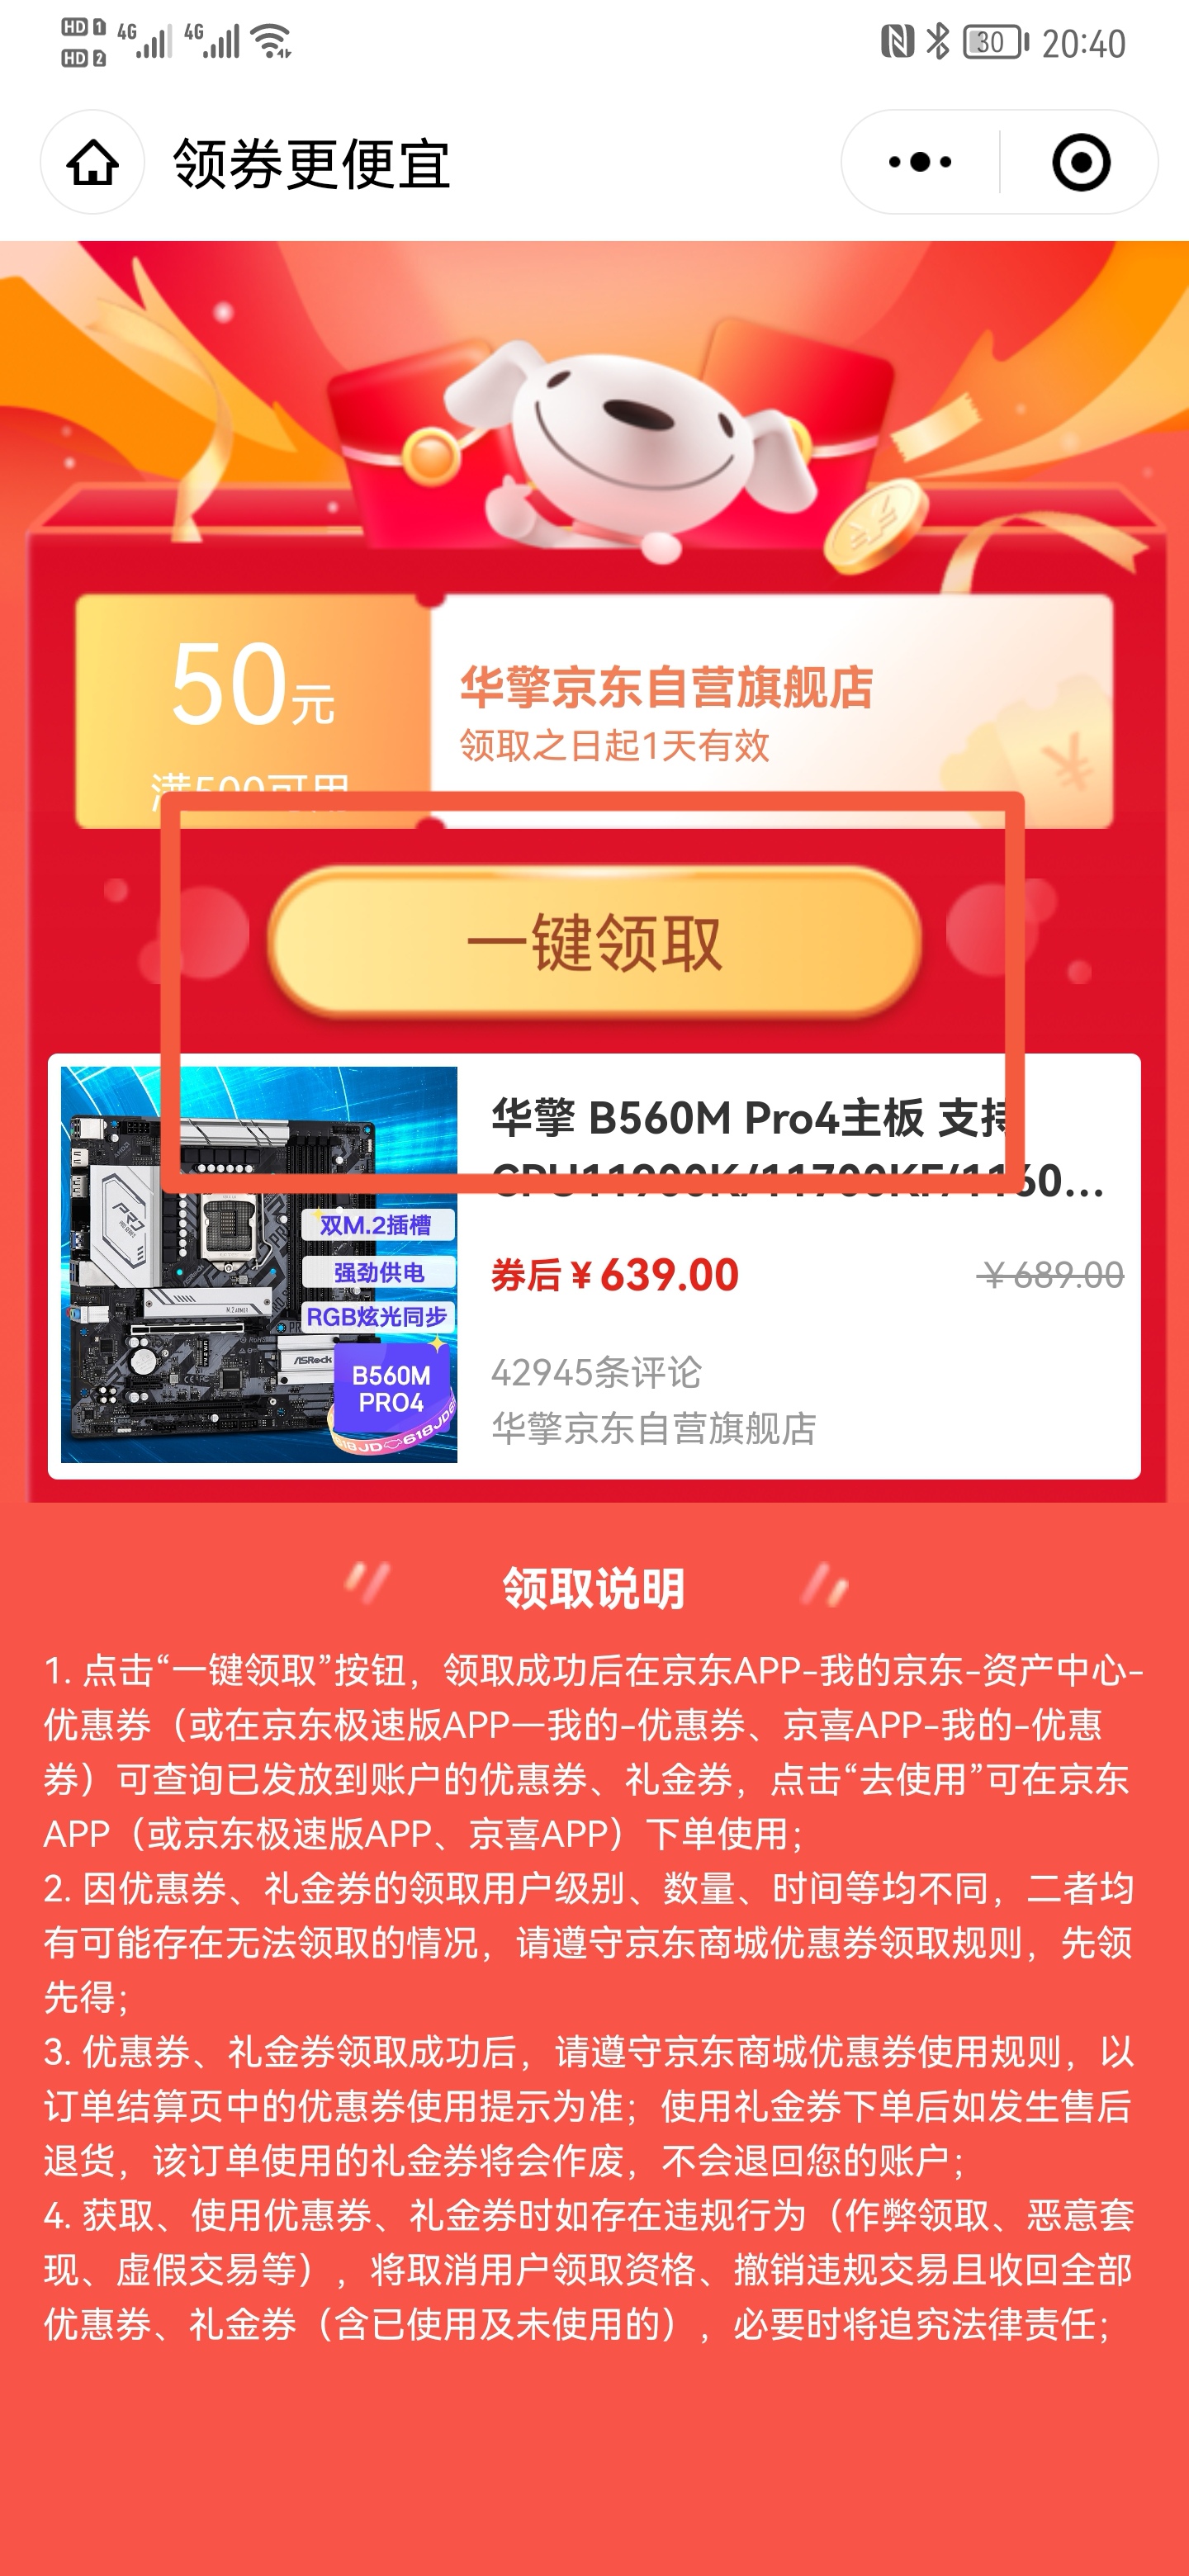 HD 1 4G 4G
HD 2
30 20:40
领券更便宜
50元
满500可用
华擎京东自营旗舰店
领取之日起1天有效
一键领取
华擎 B560M Pro4主板 支持
CPU11900K/11700KF/1160...
PRO
双M.2插槽
强劲供电
RGB炫光同步
ASRock
B560M
PRO4
券后¥639.00
¥689.00
42945条评论
华擎京东自营旗舰店
领取说明
1. 点击“一键领取”按钮，领取成功后在京东APP-我的京东-资产中心-
优惠券（或在京东极速版APP—我的-优惠券、京喜APP-我的-优惠
券）可查询已发放到账户的优惠券、礼金券，点击“去使用”可在京东
APP（或京东极速版APP、京喜APP）下单使用；
2. 因优惠券、礼金券的领取用户级别、数量、时间等均不同，二者均
有可能存在无法领取的情况，请遵守京东商城优惠券领取规则，先领
先得；
3. 优惠券、礼金券领取成功后，请遵守京东商城优惠券使用规则，以
订单结算页中的优惠券使用提示为准；使用礼金券下单后如发生售后
退货，该订单使用的礼金券将会作废，不会退回您的账户；
4. 获取、使用优惠券、礼金券时如存在违规行为（作弊领取、恶意套
现、虚假交易等），将取消用户领取资格、撤销违规交易且收回全部
优惠券、礼金券（含已使用及未使用的），必要时将追究法律责任；